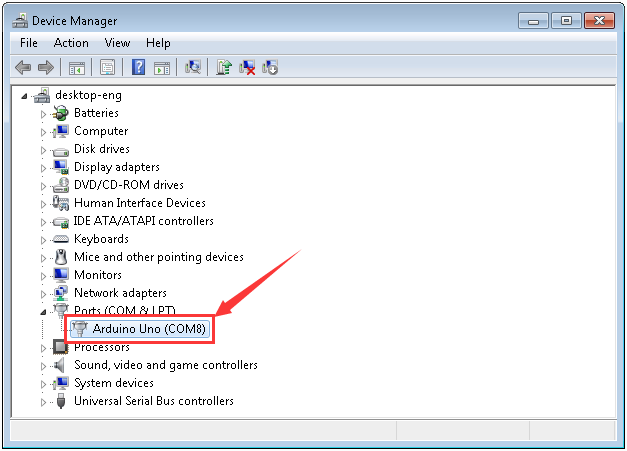 Device Manager
File Action View Help
desktop-eng
Batteries
Computer
Disk drives
Display adapters
DVD/CD-ROM drives
Human Interface Devices
IDE ATA/ATAPI controllers
Keyboards
Mice and other pointing devices
Monitors
Network adapters
Ports (COM & LPT)
Arduino Uno (COM8)
Processors
Sound, video and game controllers
System devices
Universal Serial Bus controllers